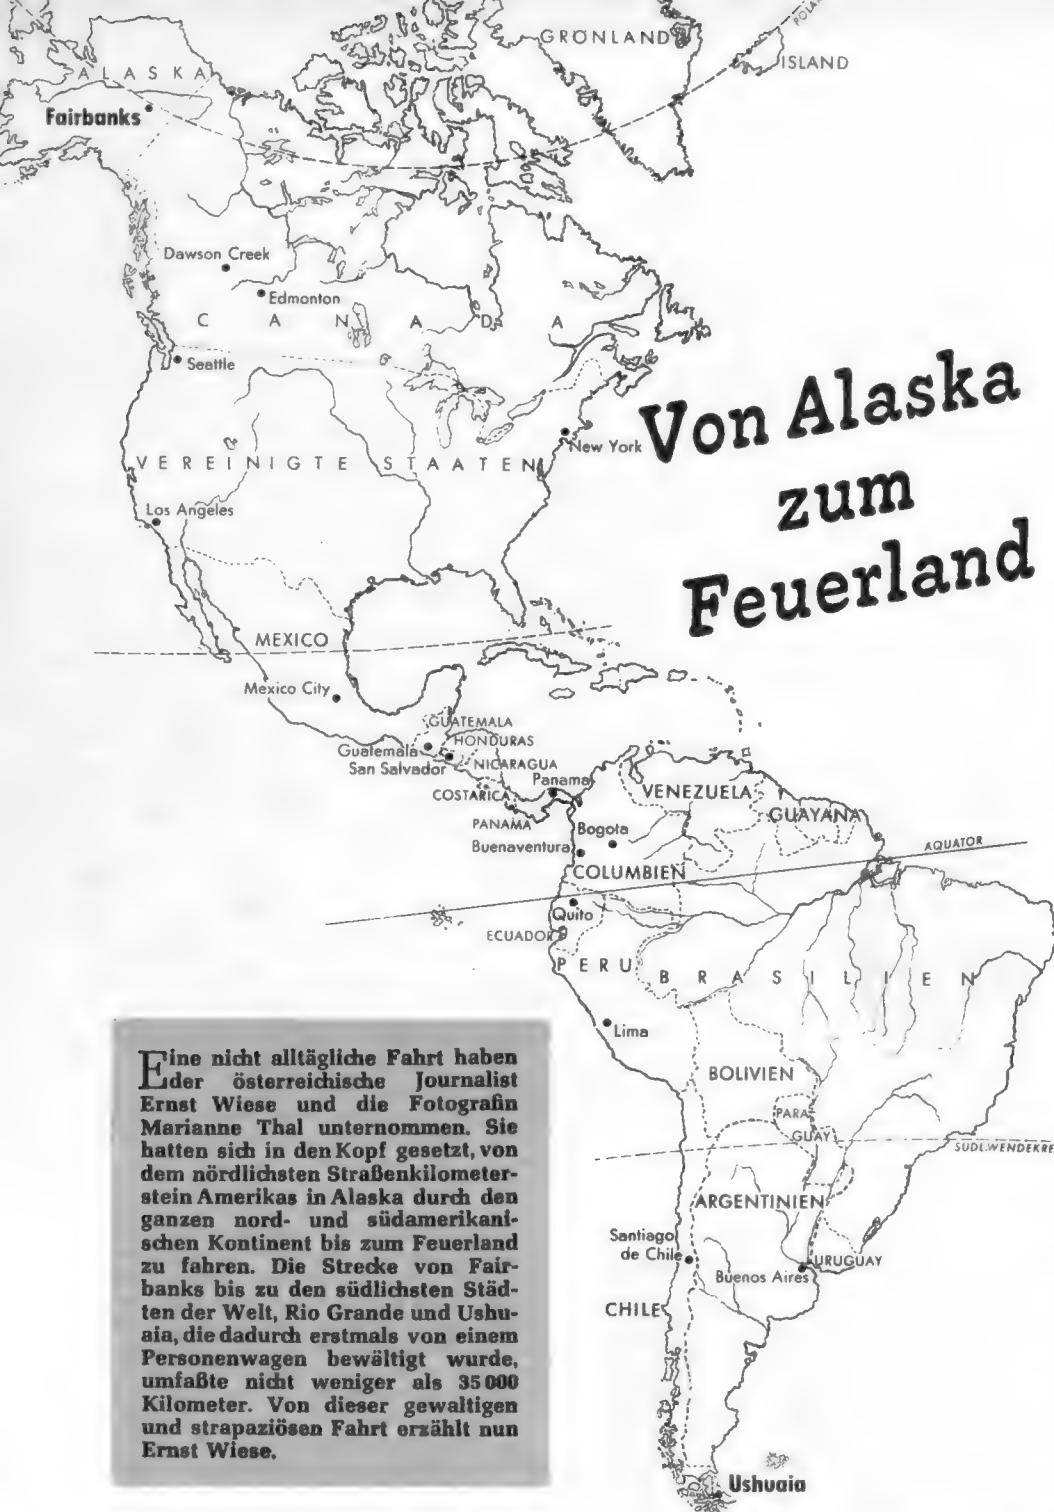 GRÖNLAND
ISLAND
ALASKA
Fairbanks
Dawson Creek
Edmonton
CANADA
Seattle
Von Alaska
zum
Feuerland
New York
VEREINIGTE STAATEN
Los Angeles
MEXICO
Mexico City
GUATEMALA
HONDURAS
Guatemala
San Salvador
NICARAGUA
Panama
COSTARICA
VENEZUELA
GUAYANA
PANAMA
Bogota
Buenaventura
AQUATOR
COLUMBIEN
Quito
ECUADOR
PERU
BRASILIEN
Lima
BOLIVIEN
PARA
GUAY
SÜDL.WENDEKRE
ARGENTINIEN
Santiago
de Chile
URUGUAY
Buenos Aires
CHILE
Eine nicht alltägliche Fahrt haben
der österreichische Journalist
Ernst Wiese und die Fotografin
Marianne Thal unternommen. Sie
hatten sich in den Kopf gesetzt, von
dem nördlichsten Straßenkilometer-
stein Amerikas in Alaska durch den
ganzen nord- und südamerikani-
schen Kontinent bis zum Feuerland
zu fahren. Die Strecke von Fair-
banks bis zu den südlichsten Städ-
ten der Welt, Rio Grande und Ushu-
aia, die dadurch erstmals von einem
Personenwagen bewältigt wurde,
umfaßte nicht weniger als 35 000
Kilometer. Von dieser gewaltigen
und strapaziösen Fahrt erzählt nun
Ernst Wiese.
Ushuaia